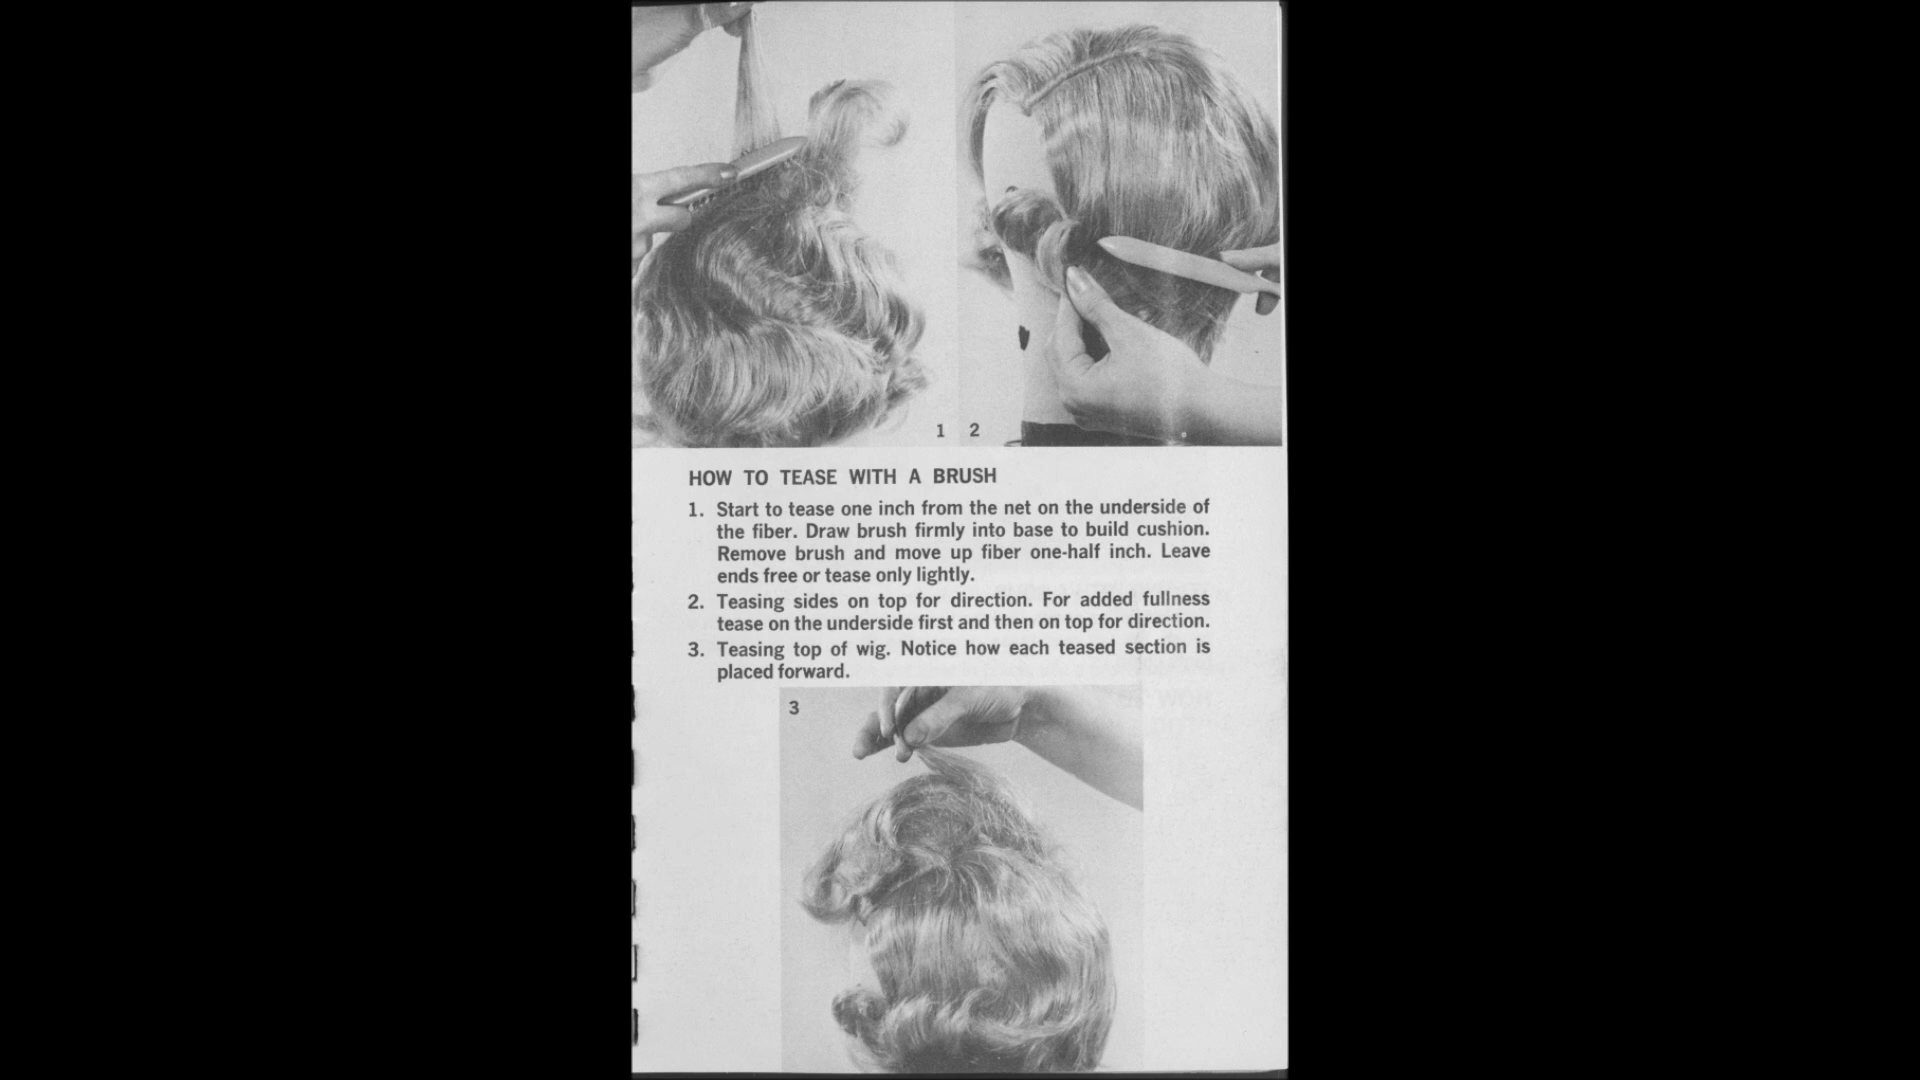 1 2
HOW TO TEASE WITH A BRUSH
1. Start to tease one inch from the net on the underside of
the fiber. Draw brush firmly into base to build cushion.
Remove brush and move up fiber one-half inch. Leave
ends free or tease only lightly.
2. Teasing sides on top for direction. For added fullness
tease on the underside first and then on top for direction.
3. Teasing top of wig. Notice how each teased section is
placed forward.
3